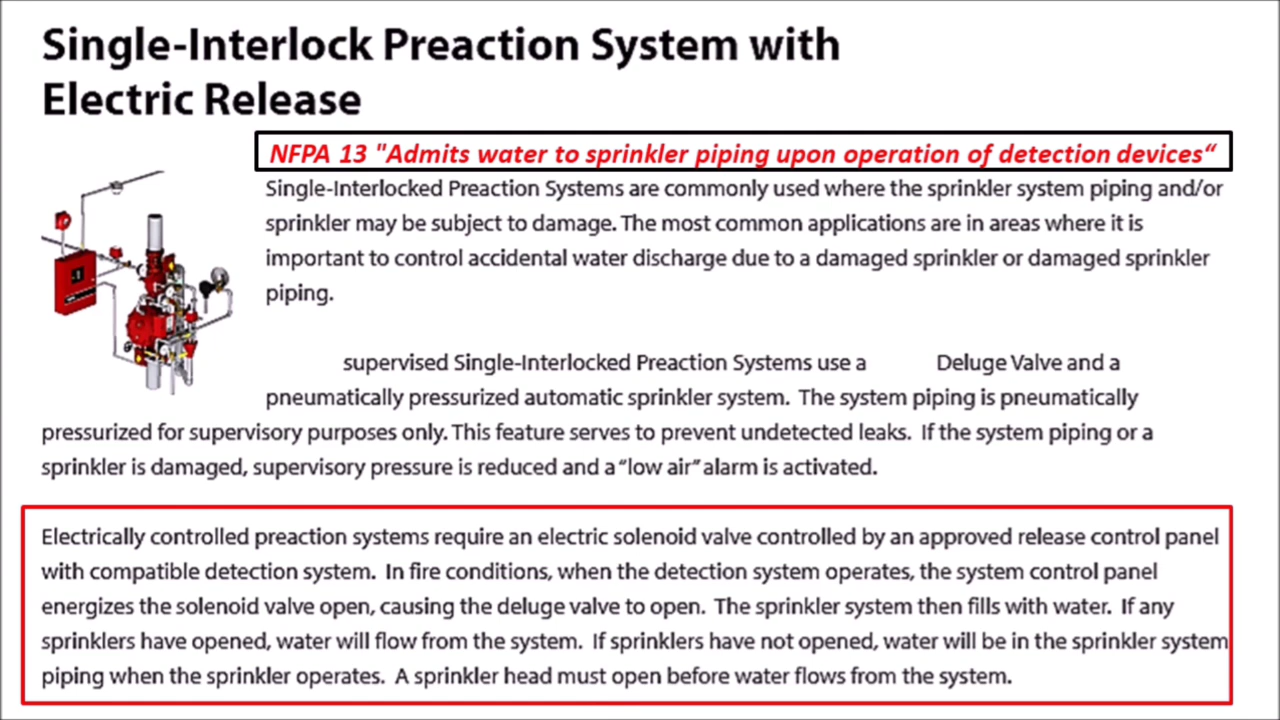 Single-Interlock Preaction System with
Electric Release
NFPA 13 "Admits water to sprinkler piping upon operation of detection devices“
Single-Interlocked Preaction Systems are commonly used where the sprinkler system piping and/or
sprinkler may be subject to damage. The most common applications are in areas where it is
important to control accidental water discharge due to a damaged sprinkler or damaged sprinkler
piping.
supervised Single-Interlocked Preaction Systems use a Deluge Valve and a
pneumatically pressurized automatic sprinkler system. The system piping is pneumatically
pressurized for supervisory purposes only. This feature serves to prevent undetected leaks. If the system piping or a
sprinkler is damaged, supervisory pressure is reduced and a “low air” alarm is activated.
Electrically controlled preaction systems require an electric solenoid valve controlled by an approved release control panel
with compatible detection system. In fire conditions, when the detection system operates, the system control panel
energizes the solenoid valve open, causing the deluge valve to open. The sprinkler system then fills with water. If any
sprinklers have opened, water will flow from the system. If sprinklers have not opened, water will be in the sprinkler system
piping when the sprinkler operates. A sprinkler head must open before water flows from the system.